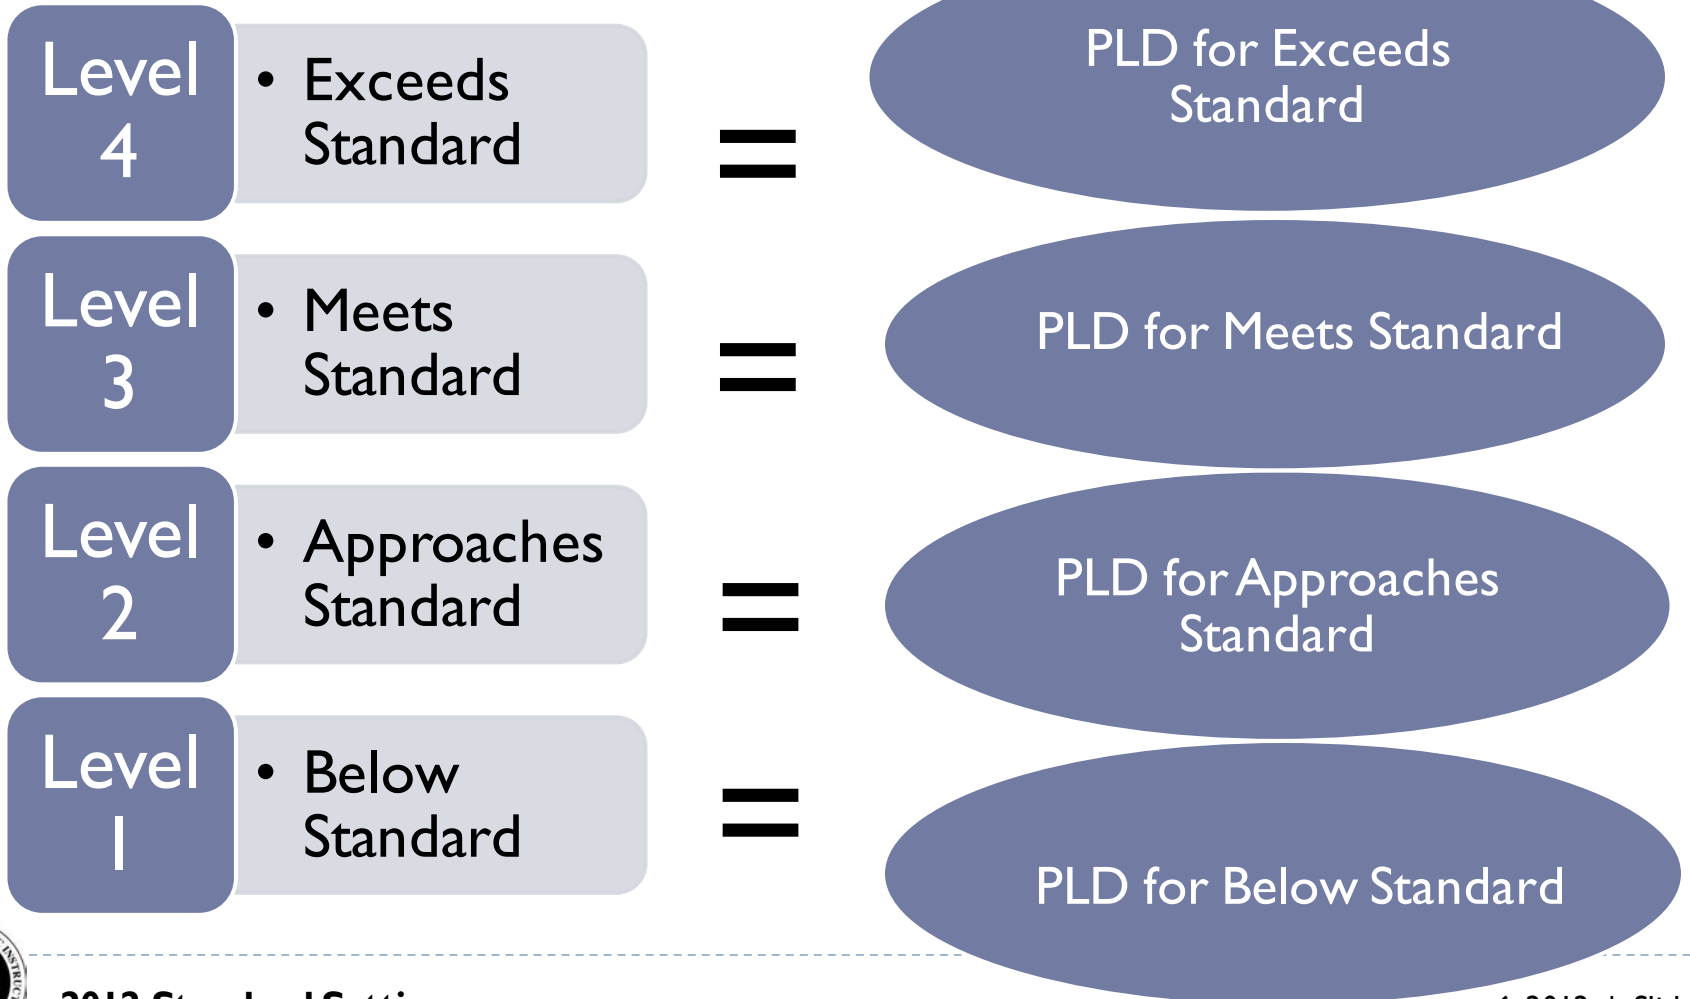 Level
4
• Exceeds
Standard
=
PLD for Exceeds
Standard
Level
3
• Meets
Standard
=
PLD for Meets Standard
Level
2
• Approaches
Standard
=
PLD for Approaches
Standard
Level
1
• Below
Standard
=
PLD for Below Standard